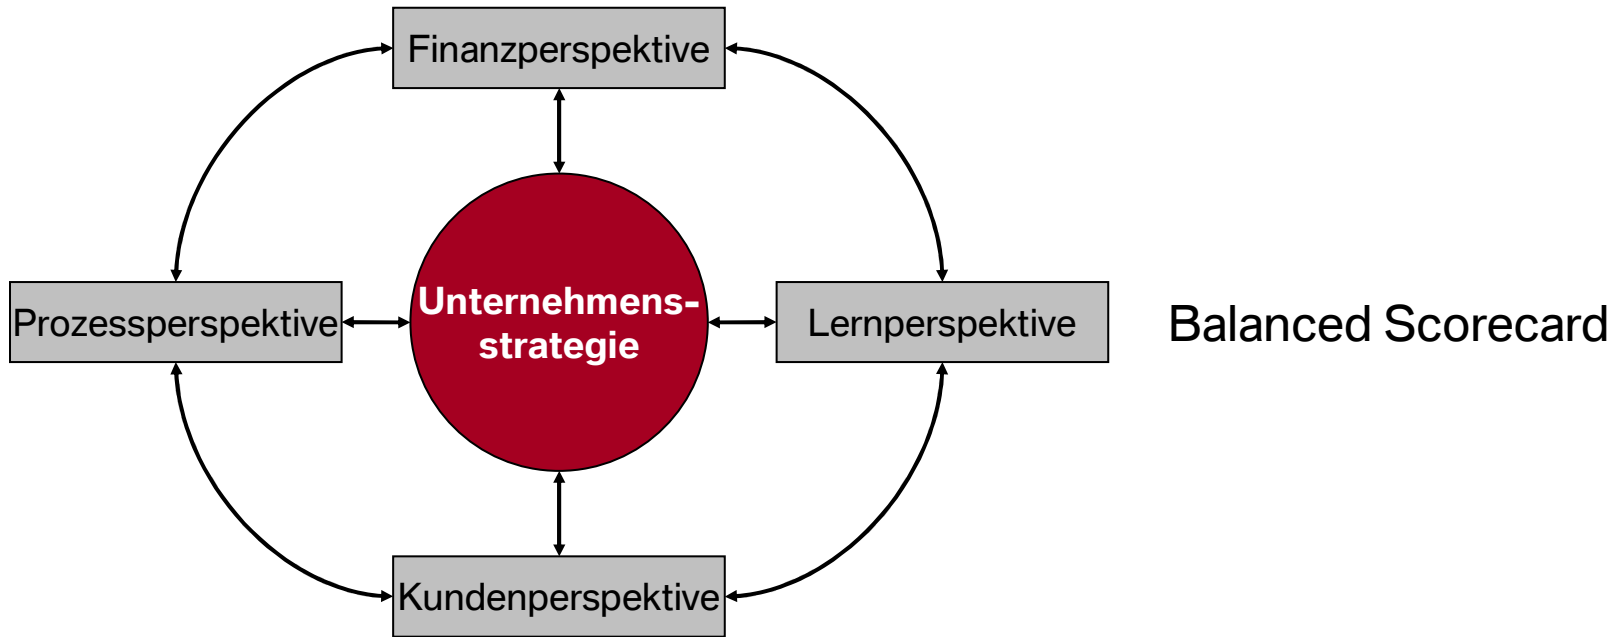 Finanzperspektive
Prozessperspektive
Unternehmens-
strategie
Lernperspektive
Balanced Scorecard
Kundenperspektive